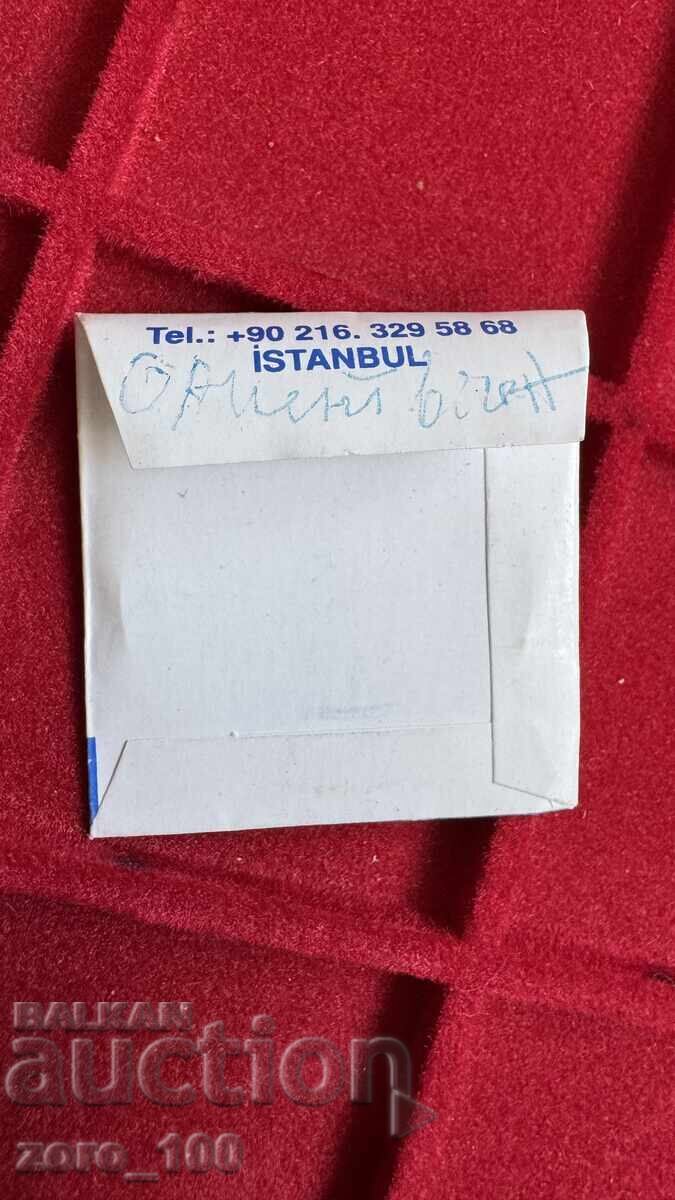 Tel.: +90 216. 329 58 68
İSTANBUL
BALKAN
auction
zoro_100